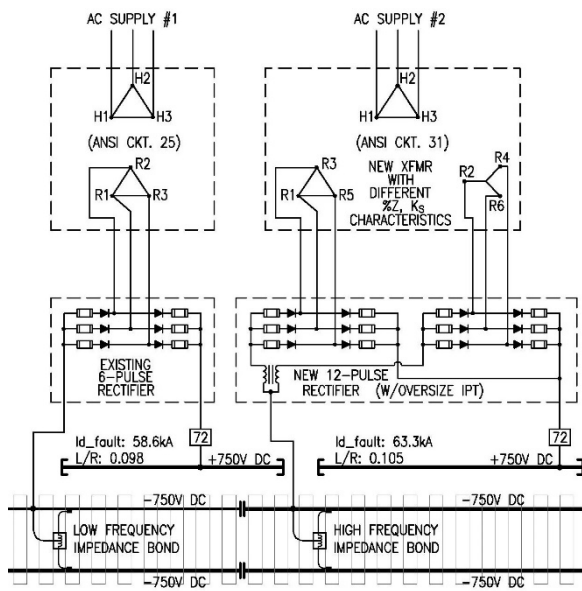 AC SUPPLY #1
AC SUPPLY #2
H2
H1
H3
(ANSI CKT. 25)
R2
R1
R3
H2
H1
H3
(ANSI CKT. 31)
R3
R1
R5
NEW XFMR
WITH
DIFFERENT
%Z, KS
CHARACTERISTICS
R4
R2
R6
EXISTING
6-PULSE
RECTIFIER
NEW 12-PULSE
RECTIFIER (W/OVERSIZE IPT)
72
72
Id_fault: 58.6kA
L/R: 0.098
+750V DC
Id_fault: 63.3kA
L/R: 0.105
+750V DC
-750V DC
-750V DC
LOW FREQUENCY
IMPEDANCE BOND
HIGH FREQUENCY
IMPEDANCE BOND
-750V DC
-750V DC